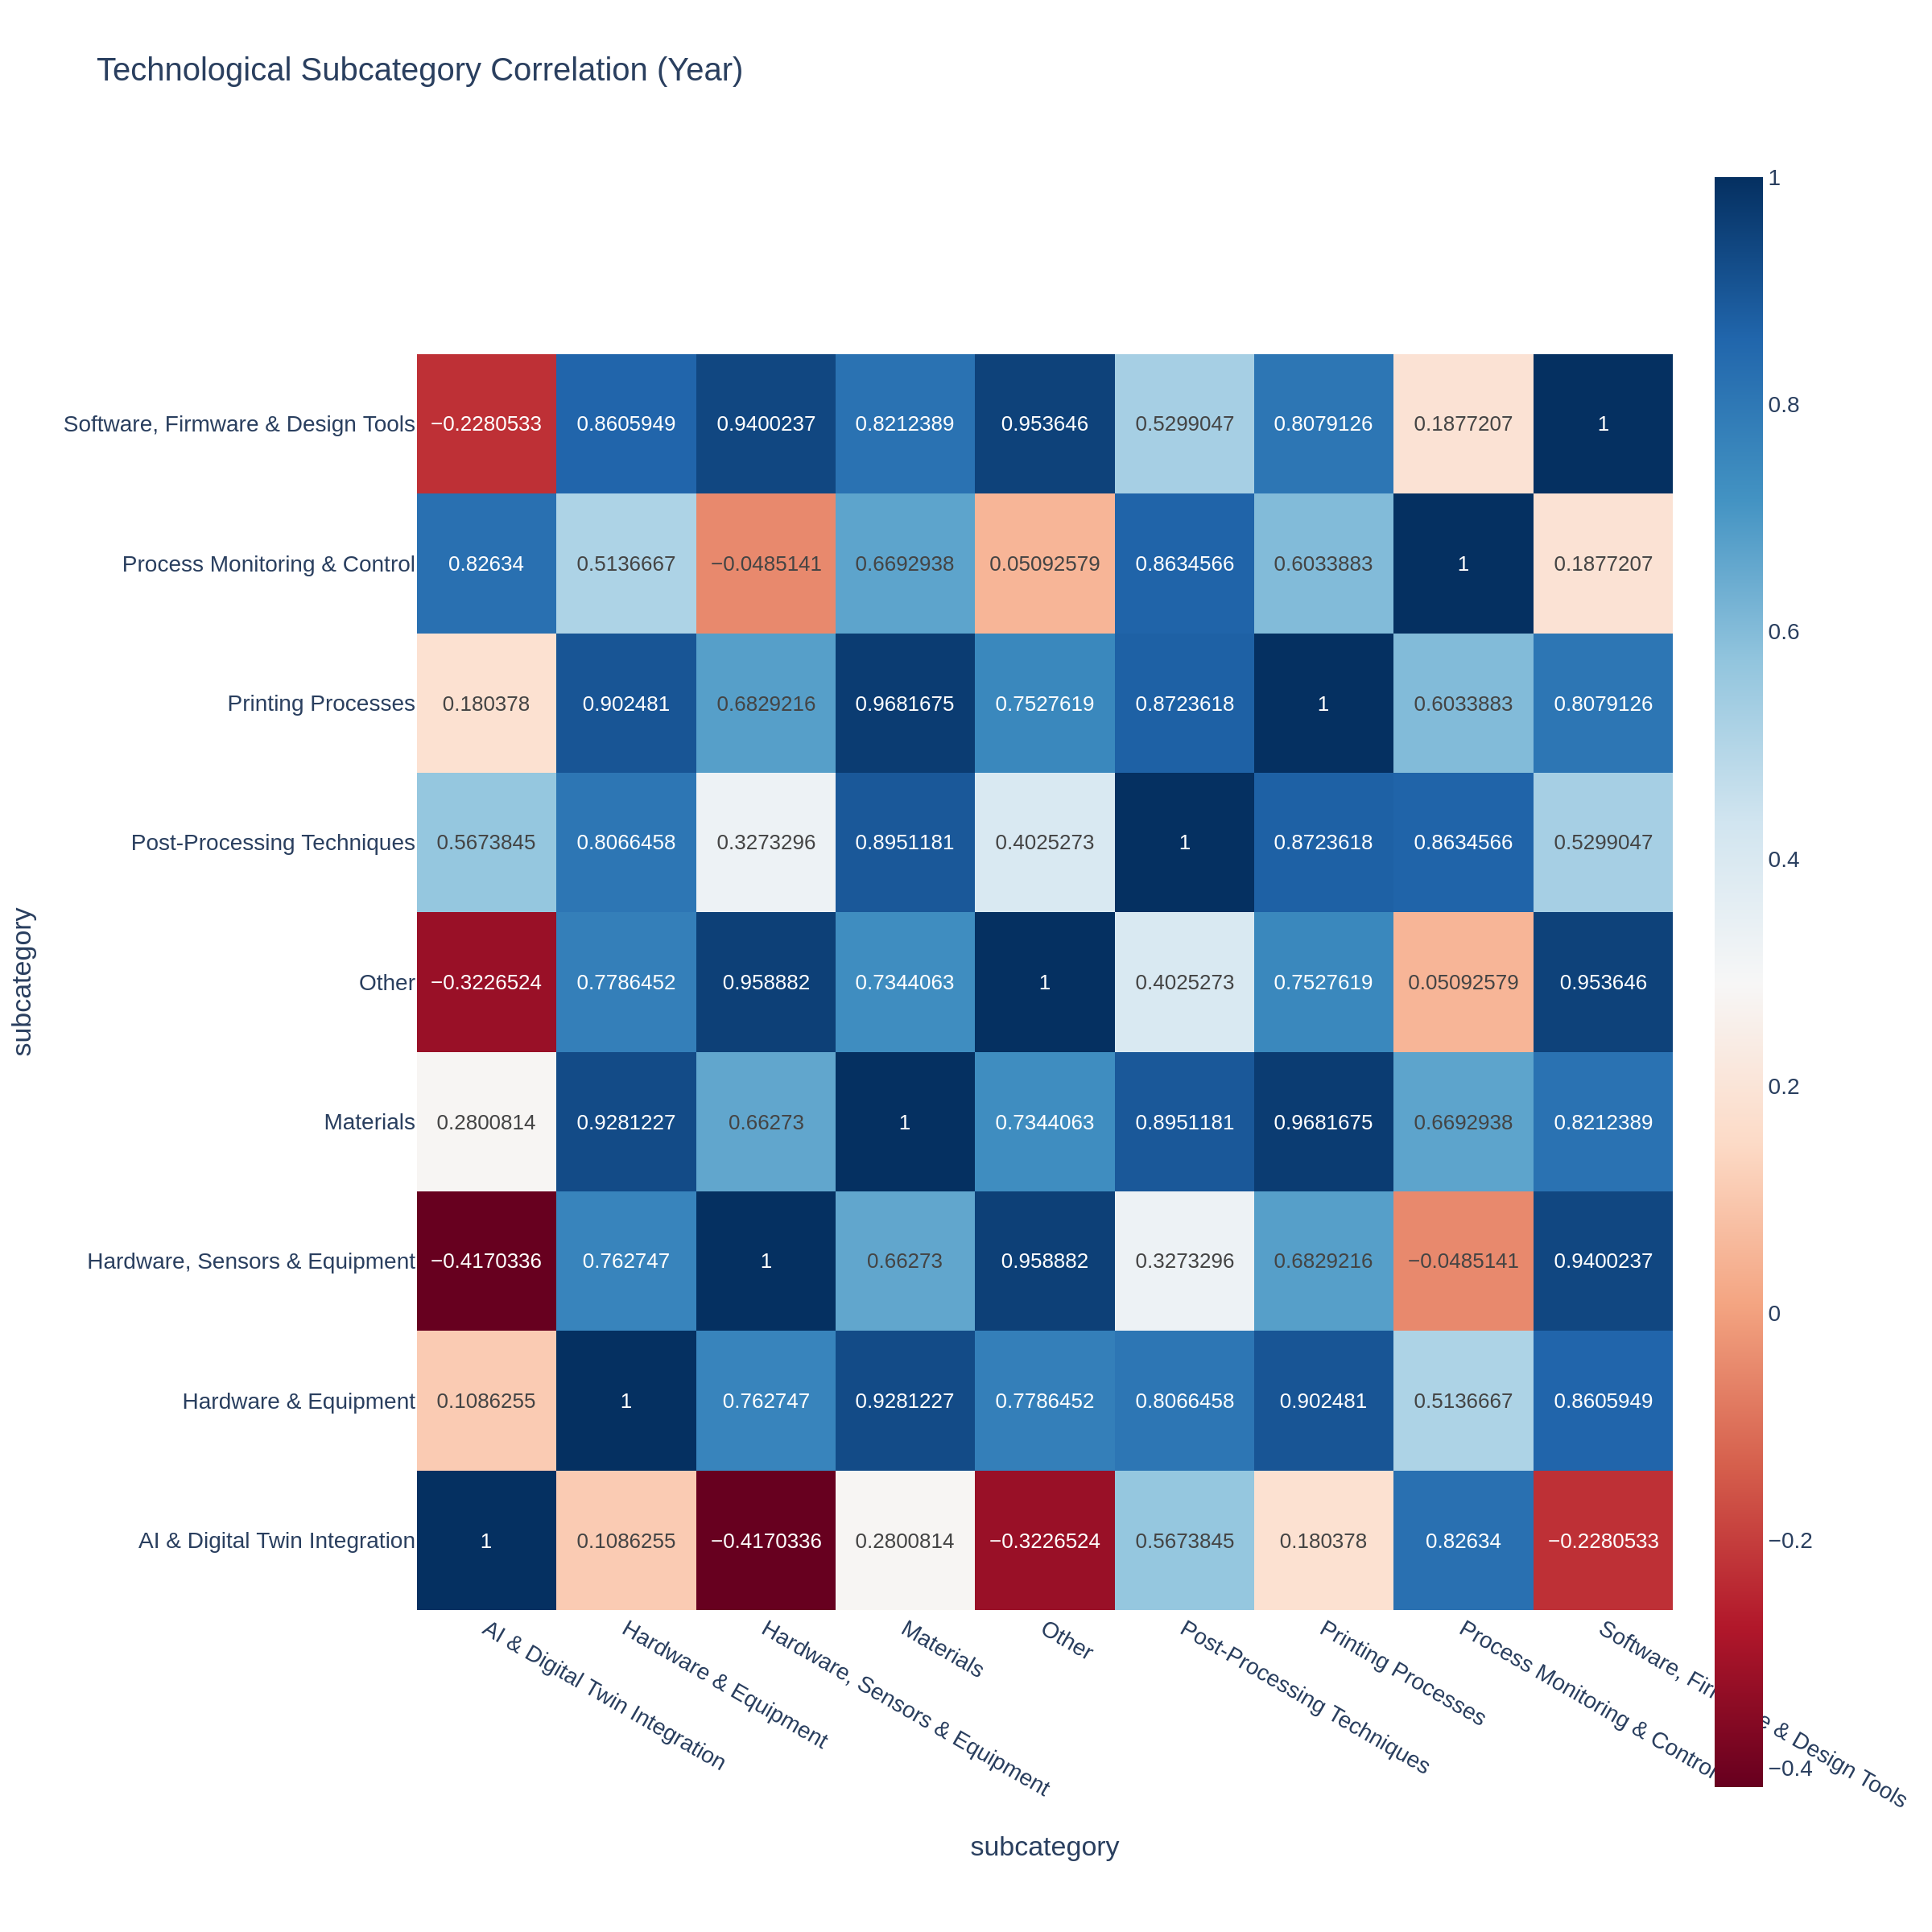 Technological Subcategory Correlation (Year)
Software, Firmware & Design Tools −0.2280533 0.8605949 0.9400237 0.8212389 0.953646 0.5299047 0.8079126 0.1877207 1
Process Monitoring & Control 0.82634 0.5136667 −0.0485141 0.6692938 0.05092579 0.8634566 0.6033883 1 0.1877207
Printing Processes 0.180378 0.902481 0.6829216 0.9681675 0.7527619 0.8723618 1 0.6033883 0.8079126
Post-Processing Techniques 0.5673845 0.8066458 0.3273296 0.8951181 0.4025273 1 0.8723618 0.8634566 0.5299047
Other −0.3226524 0.7786452 0.958882 0.7344063 1 0.4025273 0.7527619 0.05092579 0.953646
Materials 0.2800814 0.9281227 0.66273 1 0.7344063 0.8951181 0.9681675 0.6692938 0.8212389
Hardware, Sensors & Equipment −0.4170336 0.762747 1 0.66273 0.958882 0.3273296 0.6829216 −0.0485141 0.9400237
Hardware & Equipment 0.1086255 1 0.762747 0.9281227 0.7786452 0.8066458 0.902481 0.5136667 0.8605949
AI & Digital Twin Integration 1 0.1086255 −0.4170336 0.2800814 −0.3226524 0.5673845 0.180378 0.82634 −0.2280533
subcategory
AI & Digital Twin Integration
Hardware & Equipment
Hardware, Sensors & Equipment
Materials
Other
Post-Processing Techniques
Printing Processes
Process Monitoring & Control
Software, & Design Tools
subcategory
1
0.8
0.6
0.4
0.2
0
−0.2
−0.4